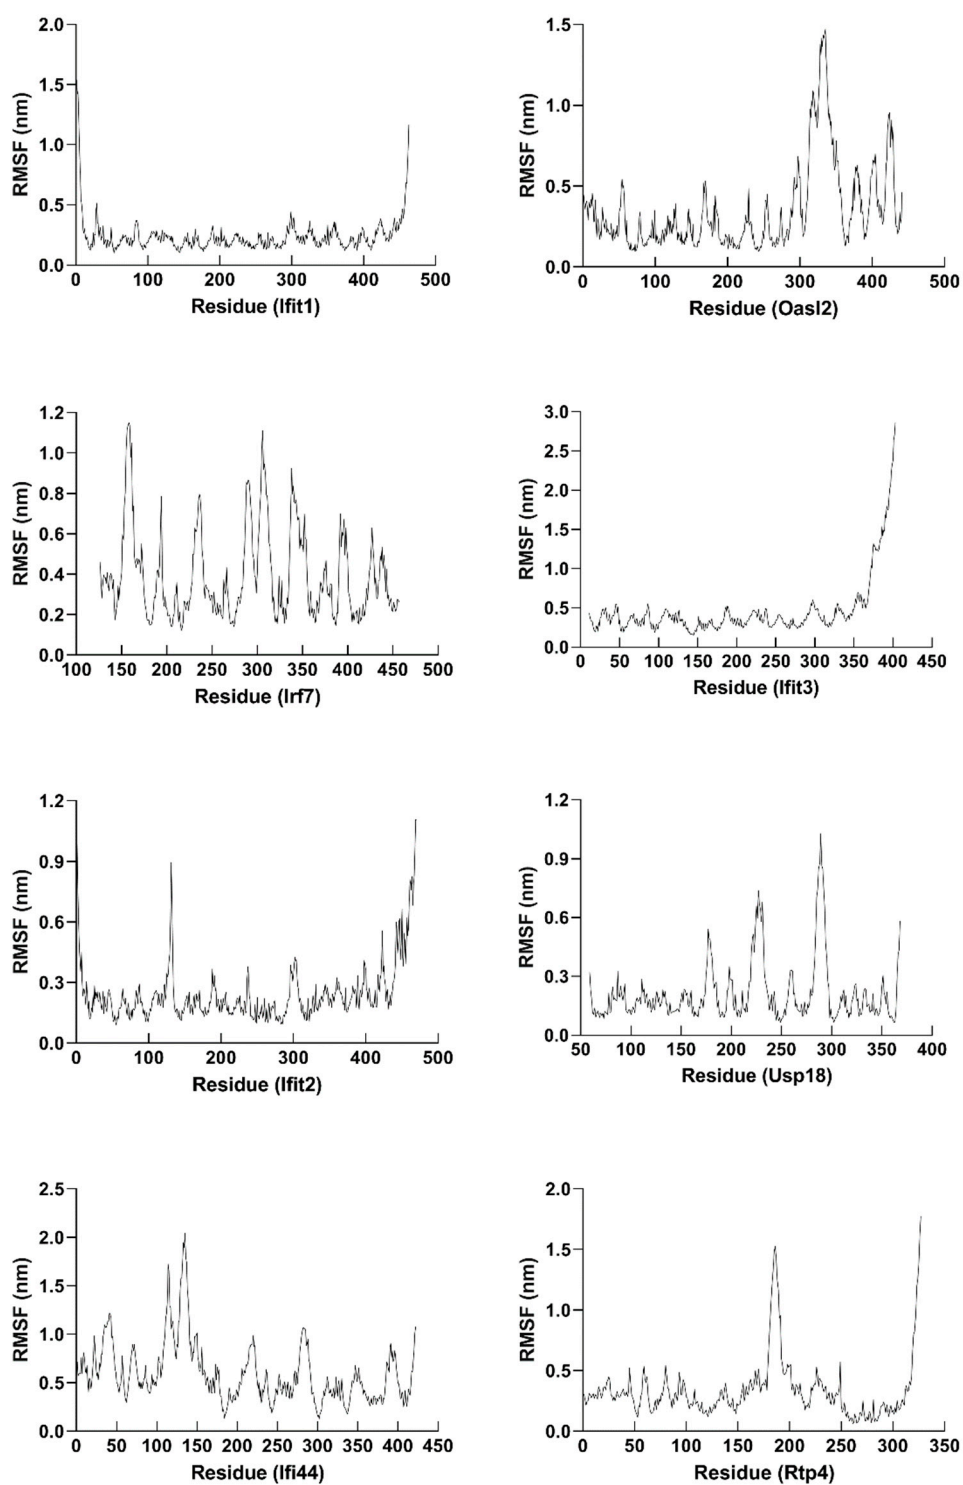 2.0
1.5
1.0
0.5
0.0
RMSF (nm)
0 100 200 300 400 500
Residue (Ifit1)
1.5
1.0
0.5
0.0
RMSF (nm)
0 100 200 300 400 500
Residue (Oasl2)
1.2
1.0
0.8
0.6
0.4
0.2
0.0
RMSF (nm)
100 150 200 250 300 350 400 450 500
Residue (Irf7)
3.0
2.5
2.0
1.5
1.0
0.5
0.0
RMSF (nm)
0 50 100 150 200 250 300 350 400 450
Residue (Ifit3)
1.2
0.9
0.6
0.3
0.0
RMSF (nm)
0 100 200 300 400 500
Residue (Ifit2)
1.2
0.9
0.6
0.3
0.0
RMSF (nm)
50 100 150 200 250 300 350 400
Residue (Usp18)
2.5
2.0
1.5
1.0
0.5
0.0
RMSF (nm)
0 50 100 150 200 250 300 350 400 450
Residue (Ifi44)
2.0
1.5
1.0
0.5
0.0
RMSF (nm)
0 50 100 150 200 250 300 350
Residue (Rtp4)